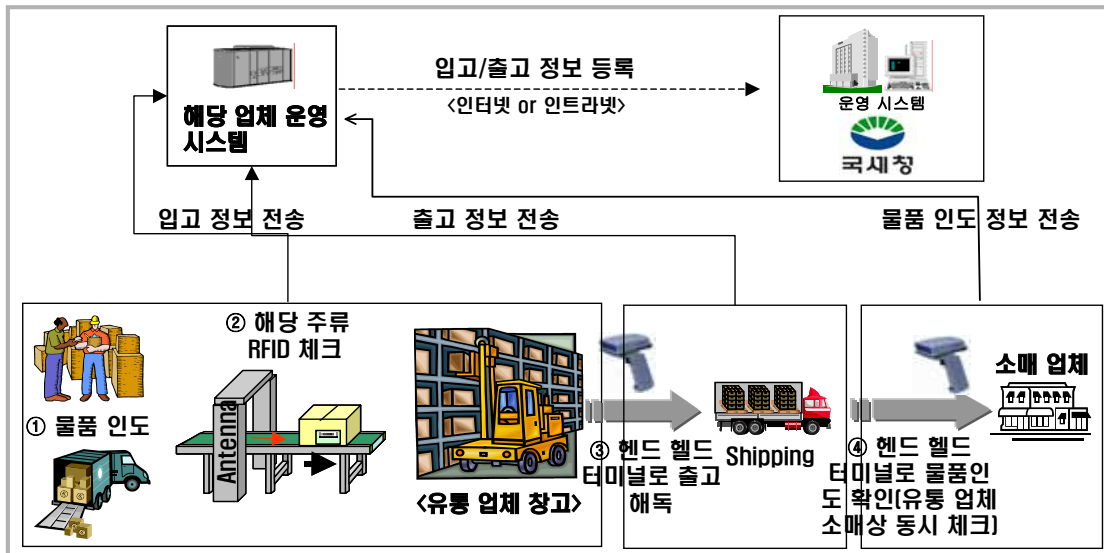 입고/출고 정보 등록
<인터넷 or 인트라넷>
해당 업체 운영
시스템
운영 시스템
국세청
입고 정보 전송
출고 정보 전송
물품 인도 정보 전송
② 해당 주류
RFID 체크
① 물품 인도
Antenna
<유통 업체 창고>
③ 헨드 헬드
터미널로 출고
해독
Shipping
소매 업체
④ 헨드 헬드
터미널로 물품인
도 확인(유통 업체
소매상 동시 체크)